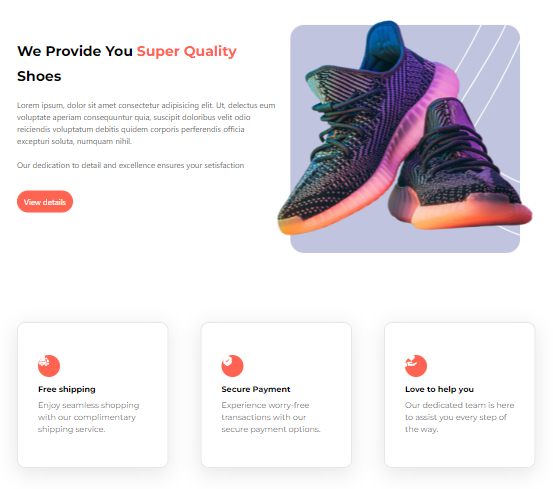 We Provide You Super Quality
Shoes
Lorem ipsum, dolor sit amet consectetur adipisicing elit. Ut, delectus eum
voluptate aperiam consequuntur quia, suscipit doloribus velit odio
reiciendis voluptatum debitis quidem corporis perferendis officia
excepturi soluta, numquam nihil.
Our dedication to detail and excellence ensures your setisfaction
View details
Free shipping
Enjoy seamless shopping
with our complimentary
shipping service.
Secure Payment
Experience worry-free
transactions with our
secure payment options.
Love to help you
Our dedicated team is here
to assist you every step of
the way.